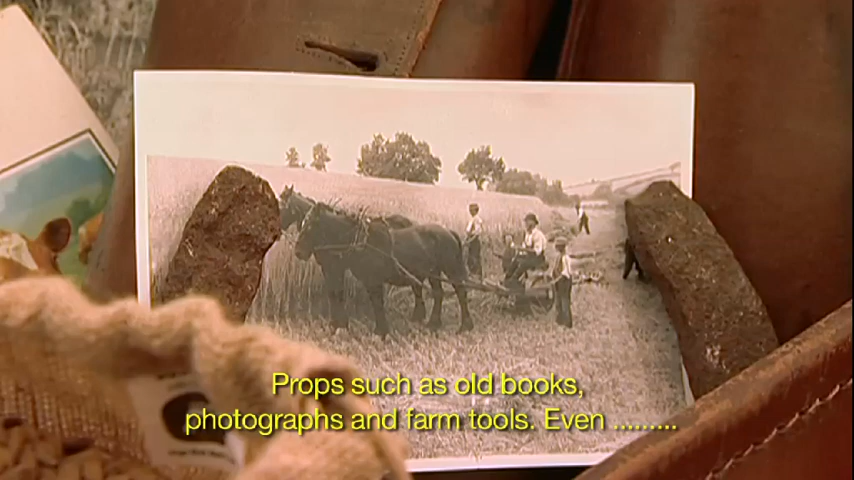 Props such as old books,
photographs and farm tools. Even .........